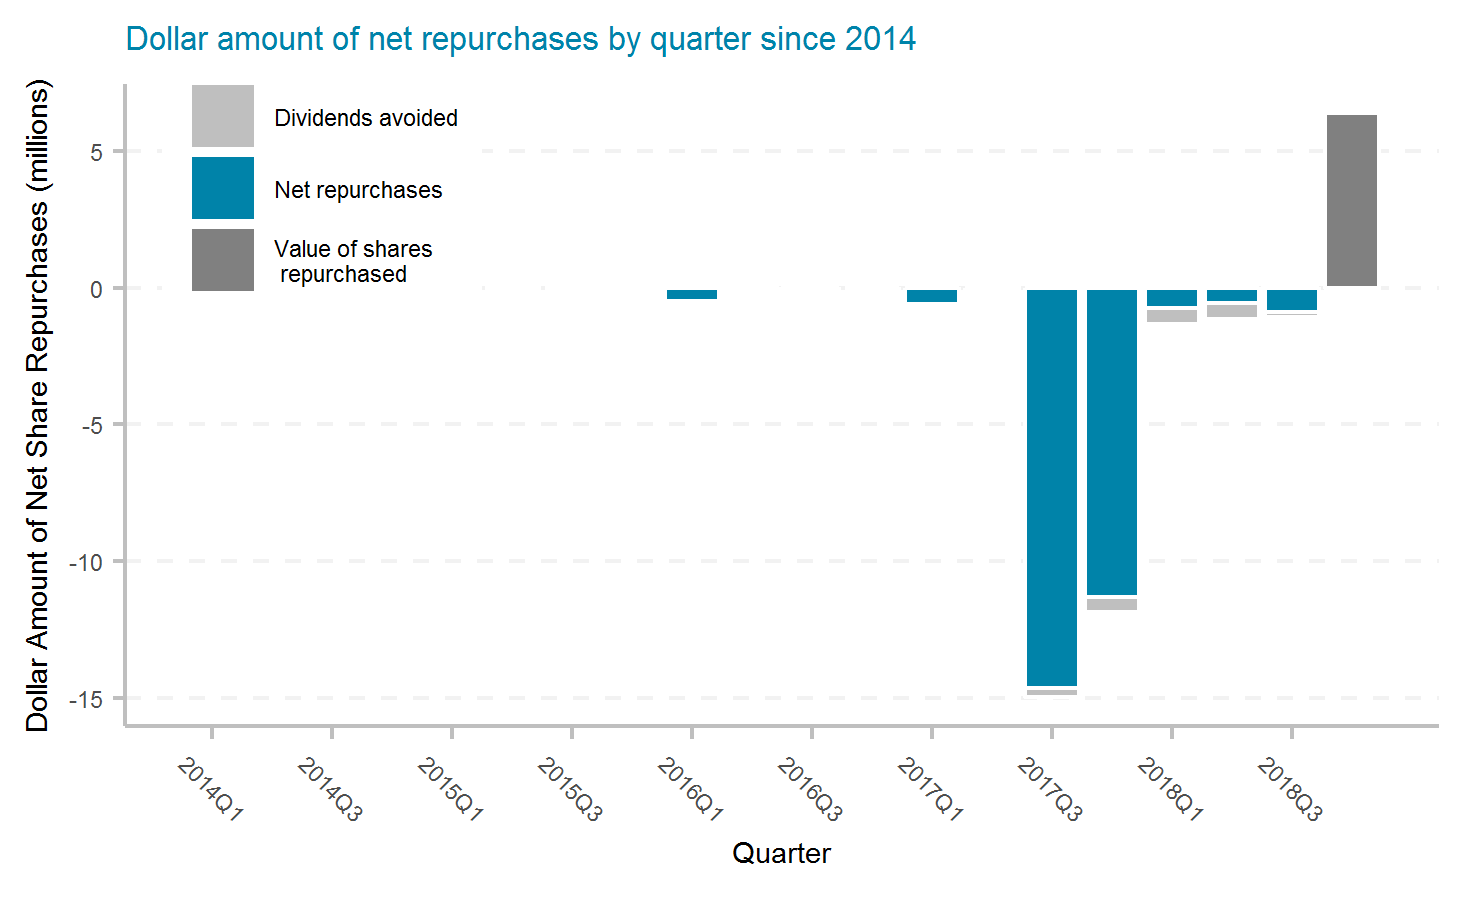 Dollar amount of net repurchases by quarter since 2014
Dollar Amount of Net Share Repurchases (millions)
Dividends avoided
Net repurchases
Value of shares
repurchased
5
0
-5
-10
-15
2014Q1
2014Q3
2015Q1
2015Q3
2016Q1
2016Q3
2017Q1
2017Q3
2018Q1
2018Q3
Quarter